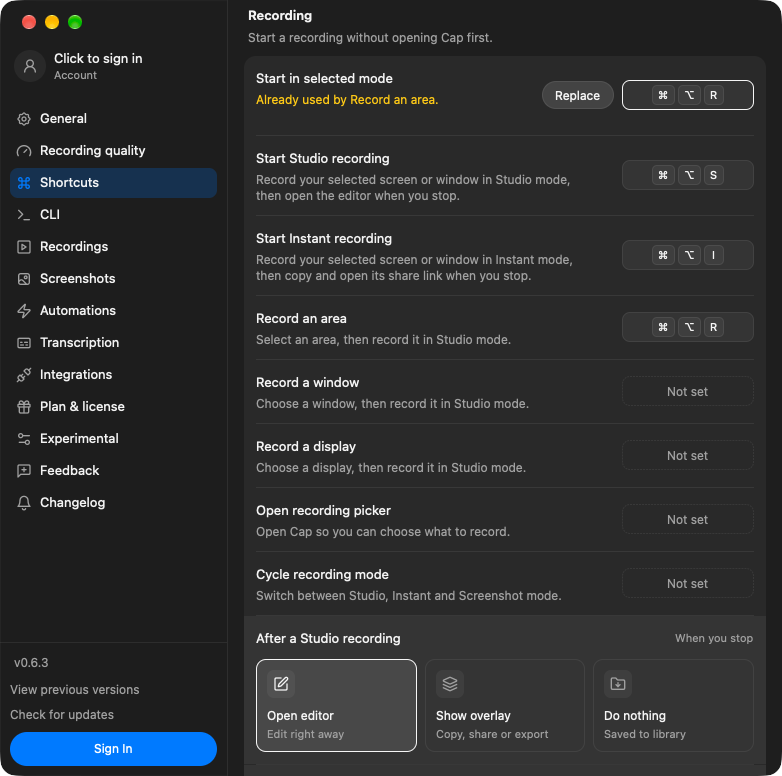 Click to sign in
Account
General
Recording quality
Shortcuts
CLI
Recordings
Screenshots
Automations
Transcription
Integrations
Plan & license
Experimental
Feedback
Changelog
v0.6.3
View previous versions
Check for updates
Sign In
Recording
Start a recording without opening Cap first.
Start in selected mode
Already used by Record an area.
Replace
⌘ ⌥ R
Start Studio recording
Record your selected screen or window in Studio mode,
then open the editor when you stop.
⌘ ⌥ S
Start Instant recording
Record your selected screen or window in Instant mode,
then copy and open its share link when you stop.
⌘ ⌥ I
Record an area
Select an area, then record it in Studio mode.
⌘ ⌥ R
Record a window
Choose a window, then record it in Studio mode.
Not set
Record a display
Choose a display, then record it in Studio mode.
Not set
Open recording picker
Open Cap so you can choose what to record.
Not set
Cycle recording mode
Switch between Studio, Instant and Screenshot mode.
Not set
After a Studio recording
When you stop
Open editor
Edit right away
Show overlay
Copy, share or export
Do nothing
Saved to library